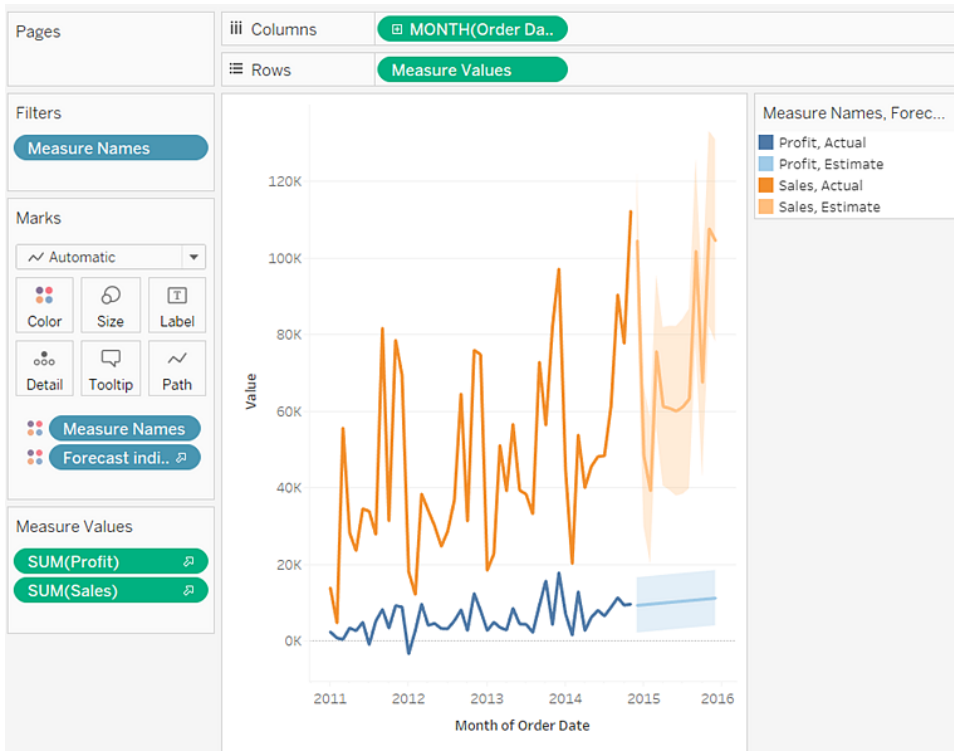 Pages
Columns
MONTH(Order Da..
Rows
Measure Values
Filters
Measure Names
Marks
Automatic
Color
Size
Label
Detail
Tooltip
Path
Measure Names
Forecast indi..
Measure Values
SUM(Profit)
SUM(Sales)
Value
120K
100K
80K
60K
40K
20K
0K
2011
2012
2013
2014
2015
2016
Month of Order Date
Measure Names, Forec...
Profit, Actual
Profit, Estimate
Sales, Actual
Sales, Estimate